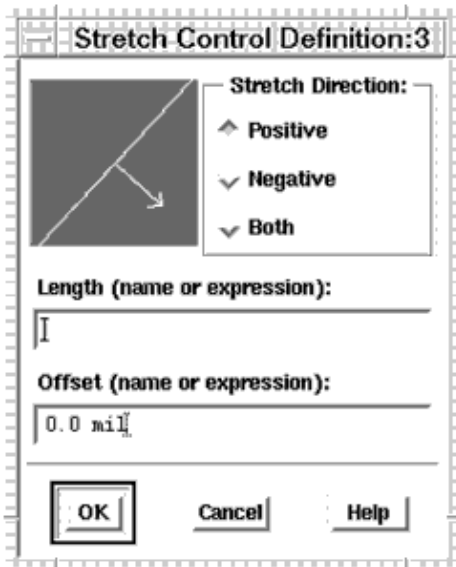 Stretch Control Definition:3
Stretch Direction:
Positive
Negative
Both
Length (name or expression):
Offset (name or expression):
0.0 mil
OK Cancel Help